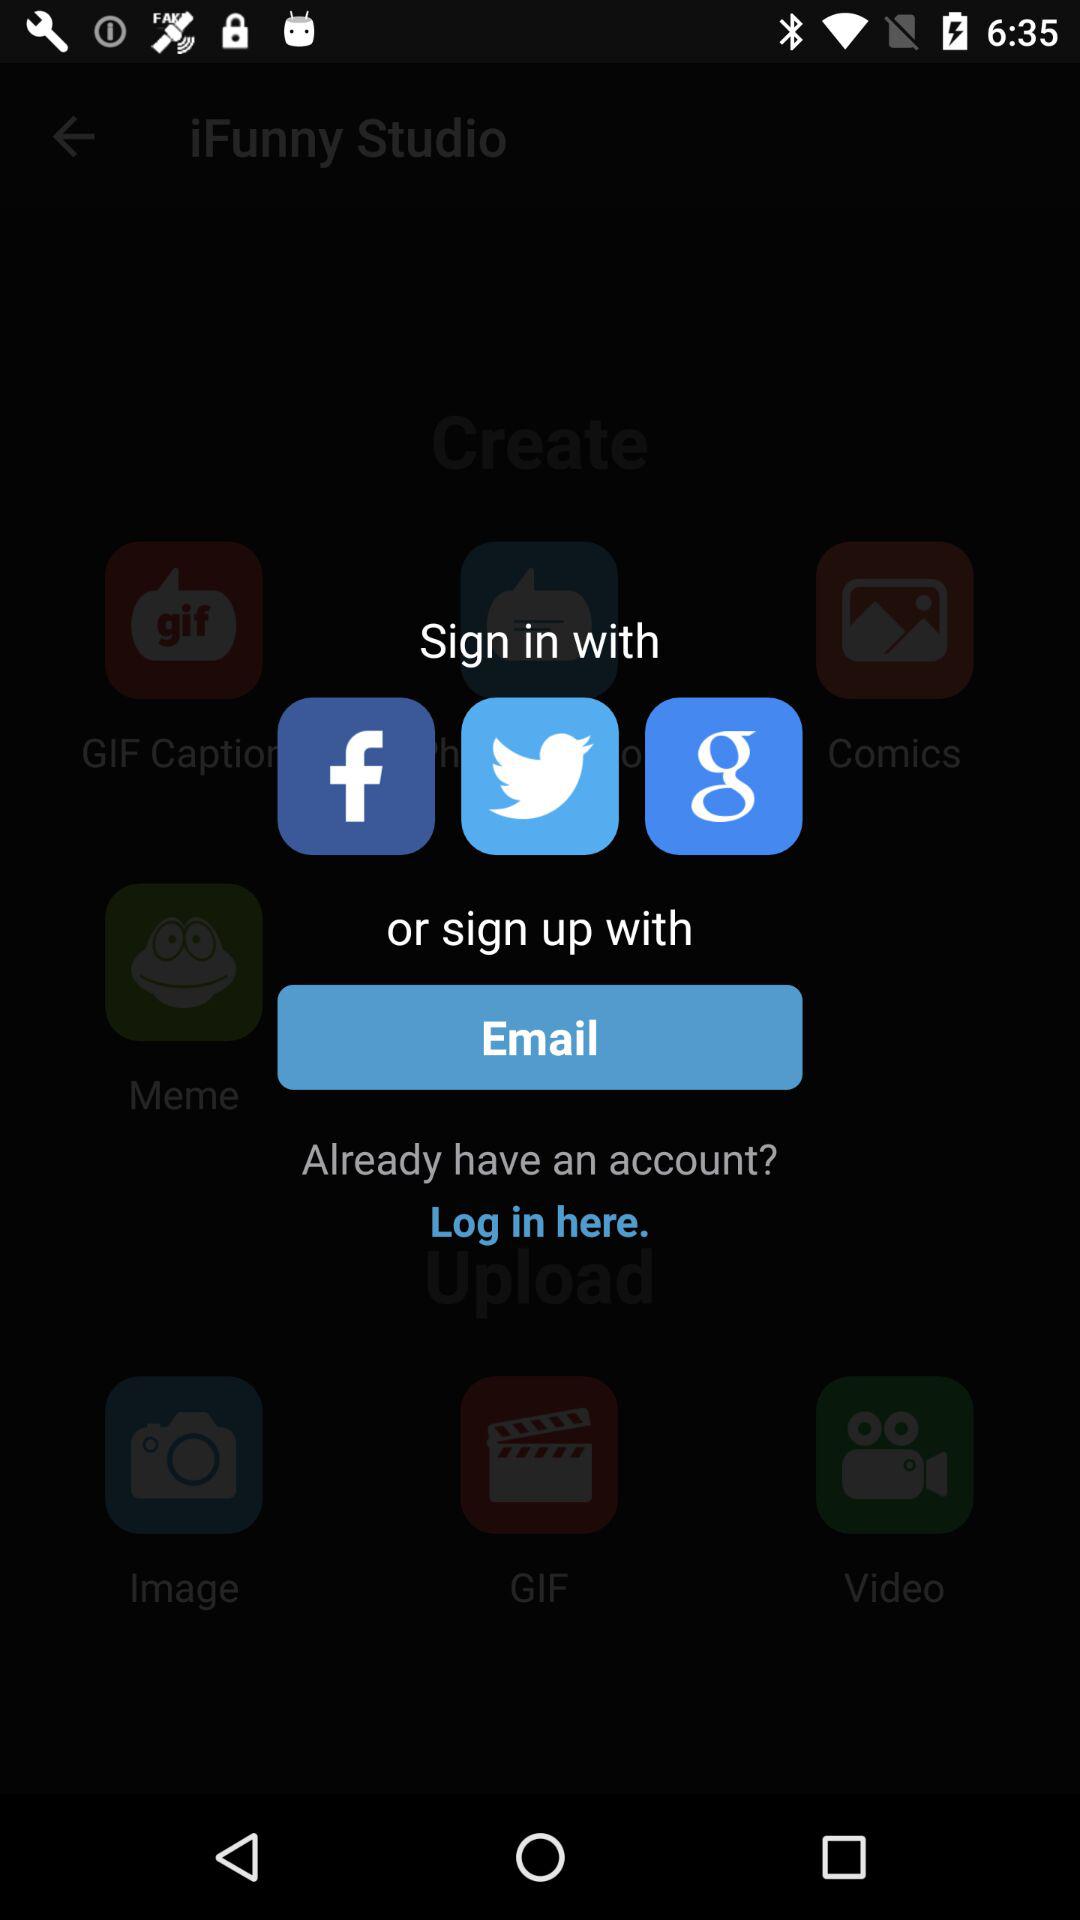 FAKE
6:35
iFunny Studio
Create
gif
Sign in with
GIF Caption
Comics
f
g
or sign up with
Email
Meme
Already have an account?
Log in here.
Upload
Image GIF Video